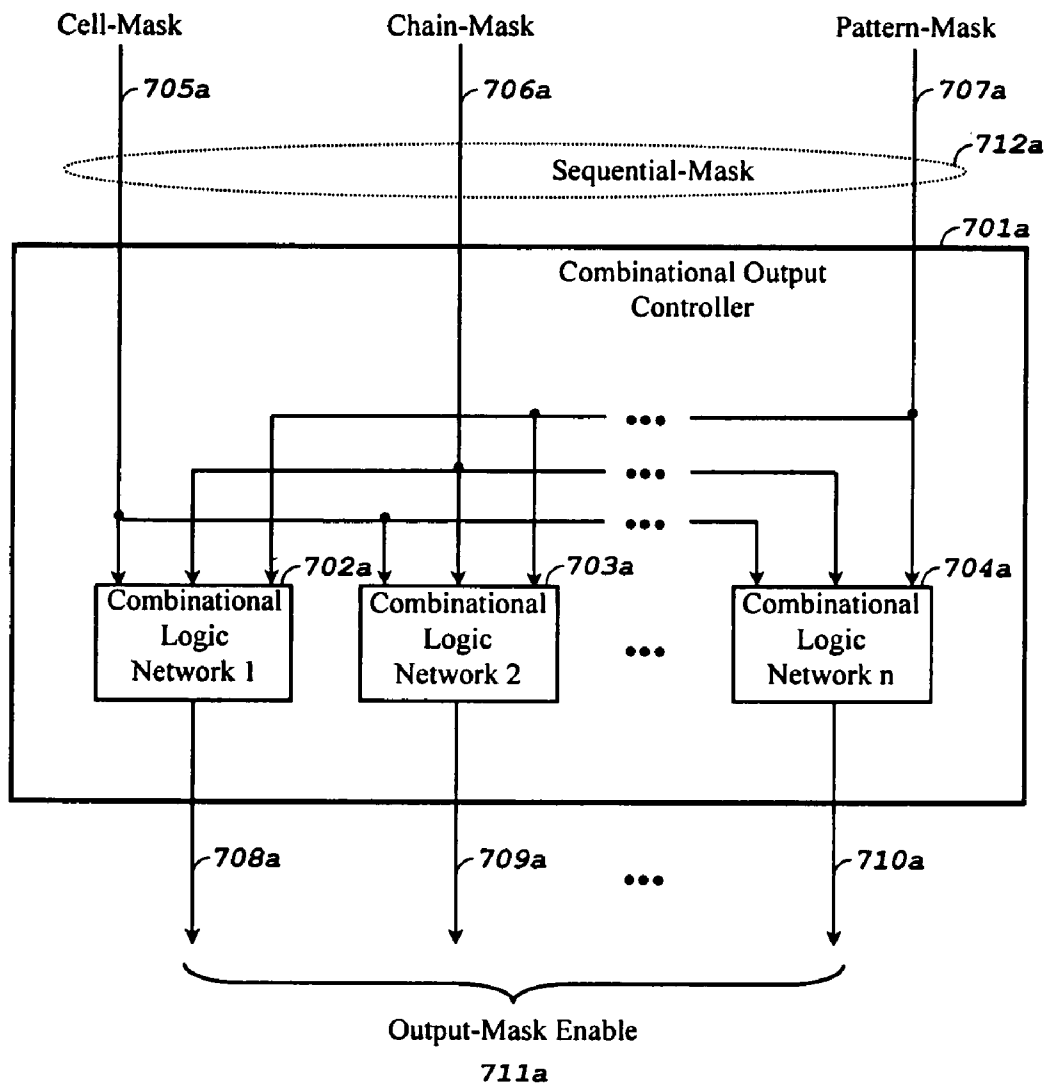 Cell-Mask
Chain-Mask
Pattern-Mask
705a
706a
707a
712a
Sequential-Mask
701a
Combinational Output
Controller
•••
•••
•••
702a
703a
704a
Combinational
Logic
Network 1
Combinational
Logic
Network 2
•••
Combinational
Logic
Network n
708a
709a
•••
710a
Output-Mask Enable
711a